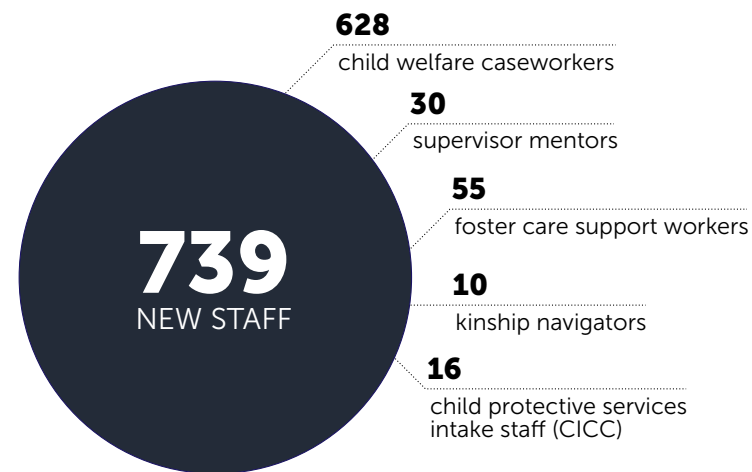 628
child welfare caseworkers
30
supervisor mentors
55
foster care support workers
739
NEW STAFF
10
kinship navigators
16
child protective services
intake staff (CICC)